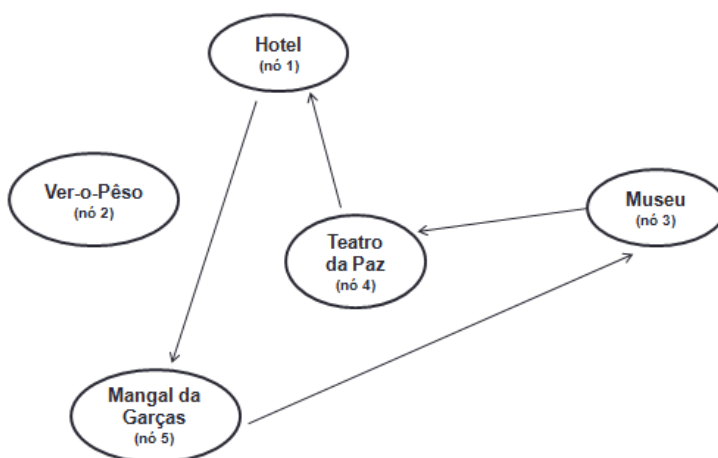 Hotel
(nó 1)
Ver-o-Pêso
(nó 2)
Museu
(nó 3)
Teatro
da Paz
(nó 4)
Mangal da
Garças
(nó 5)